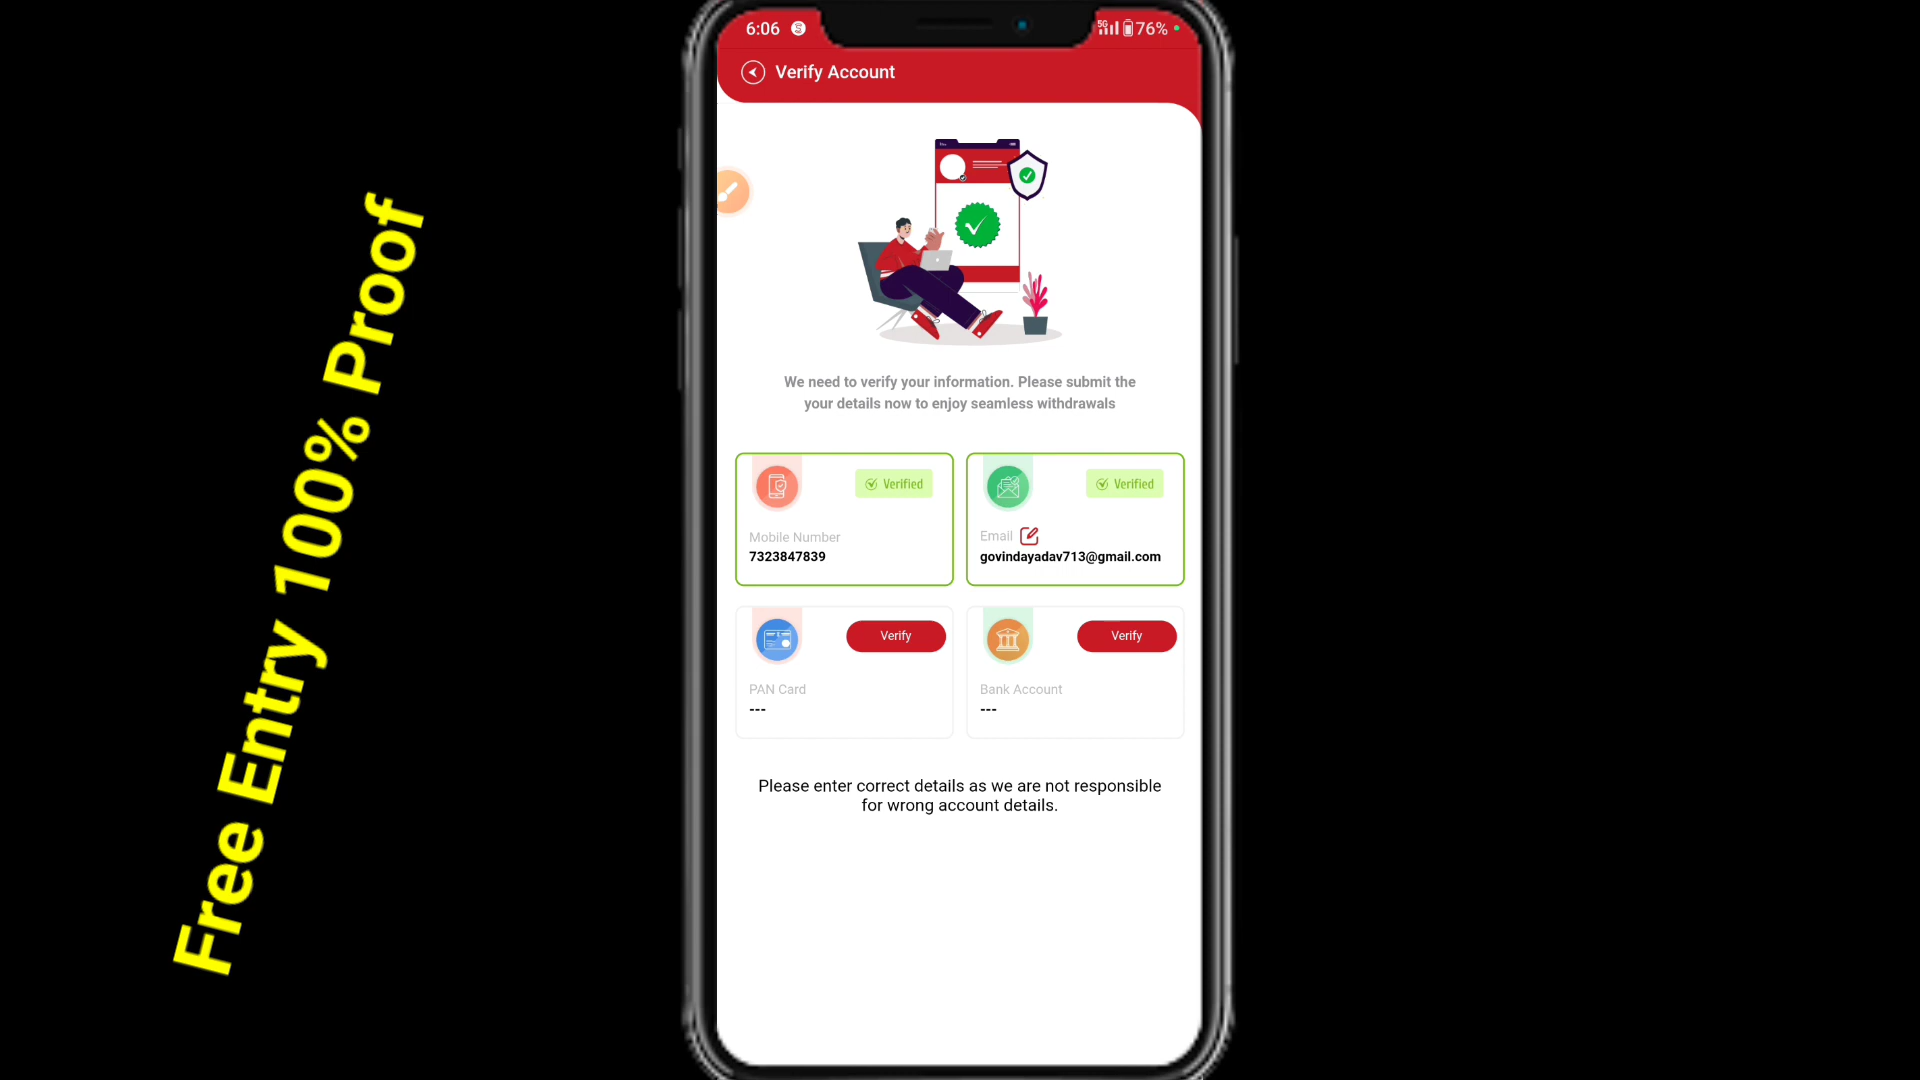 Free Entry 100% Proof
6:06
5G
76%
Verify Account
We need to verify your information. Please submit the
your details now to enjoy seamless withdrawals
Verified
Mobile Number
7323847839
Verified
Email
govindayadav713@gmail.com
Verify
PAN Card
---
Verify
Bank Account
---
Please enter correct details as we are not responsible
for wrong account details.